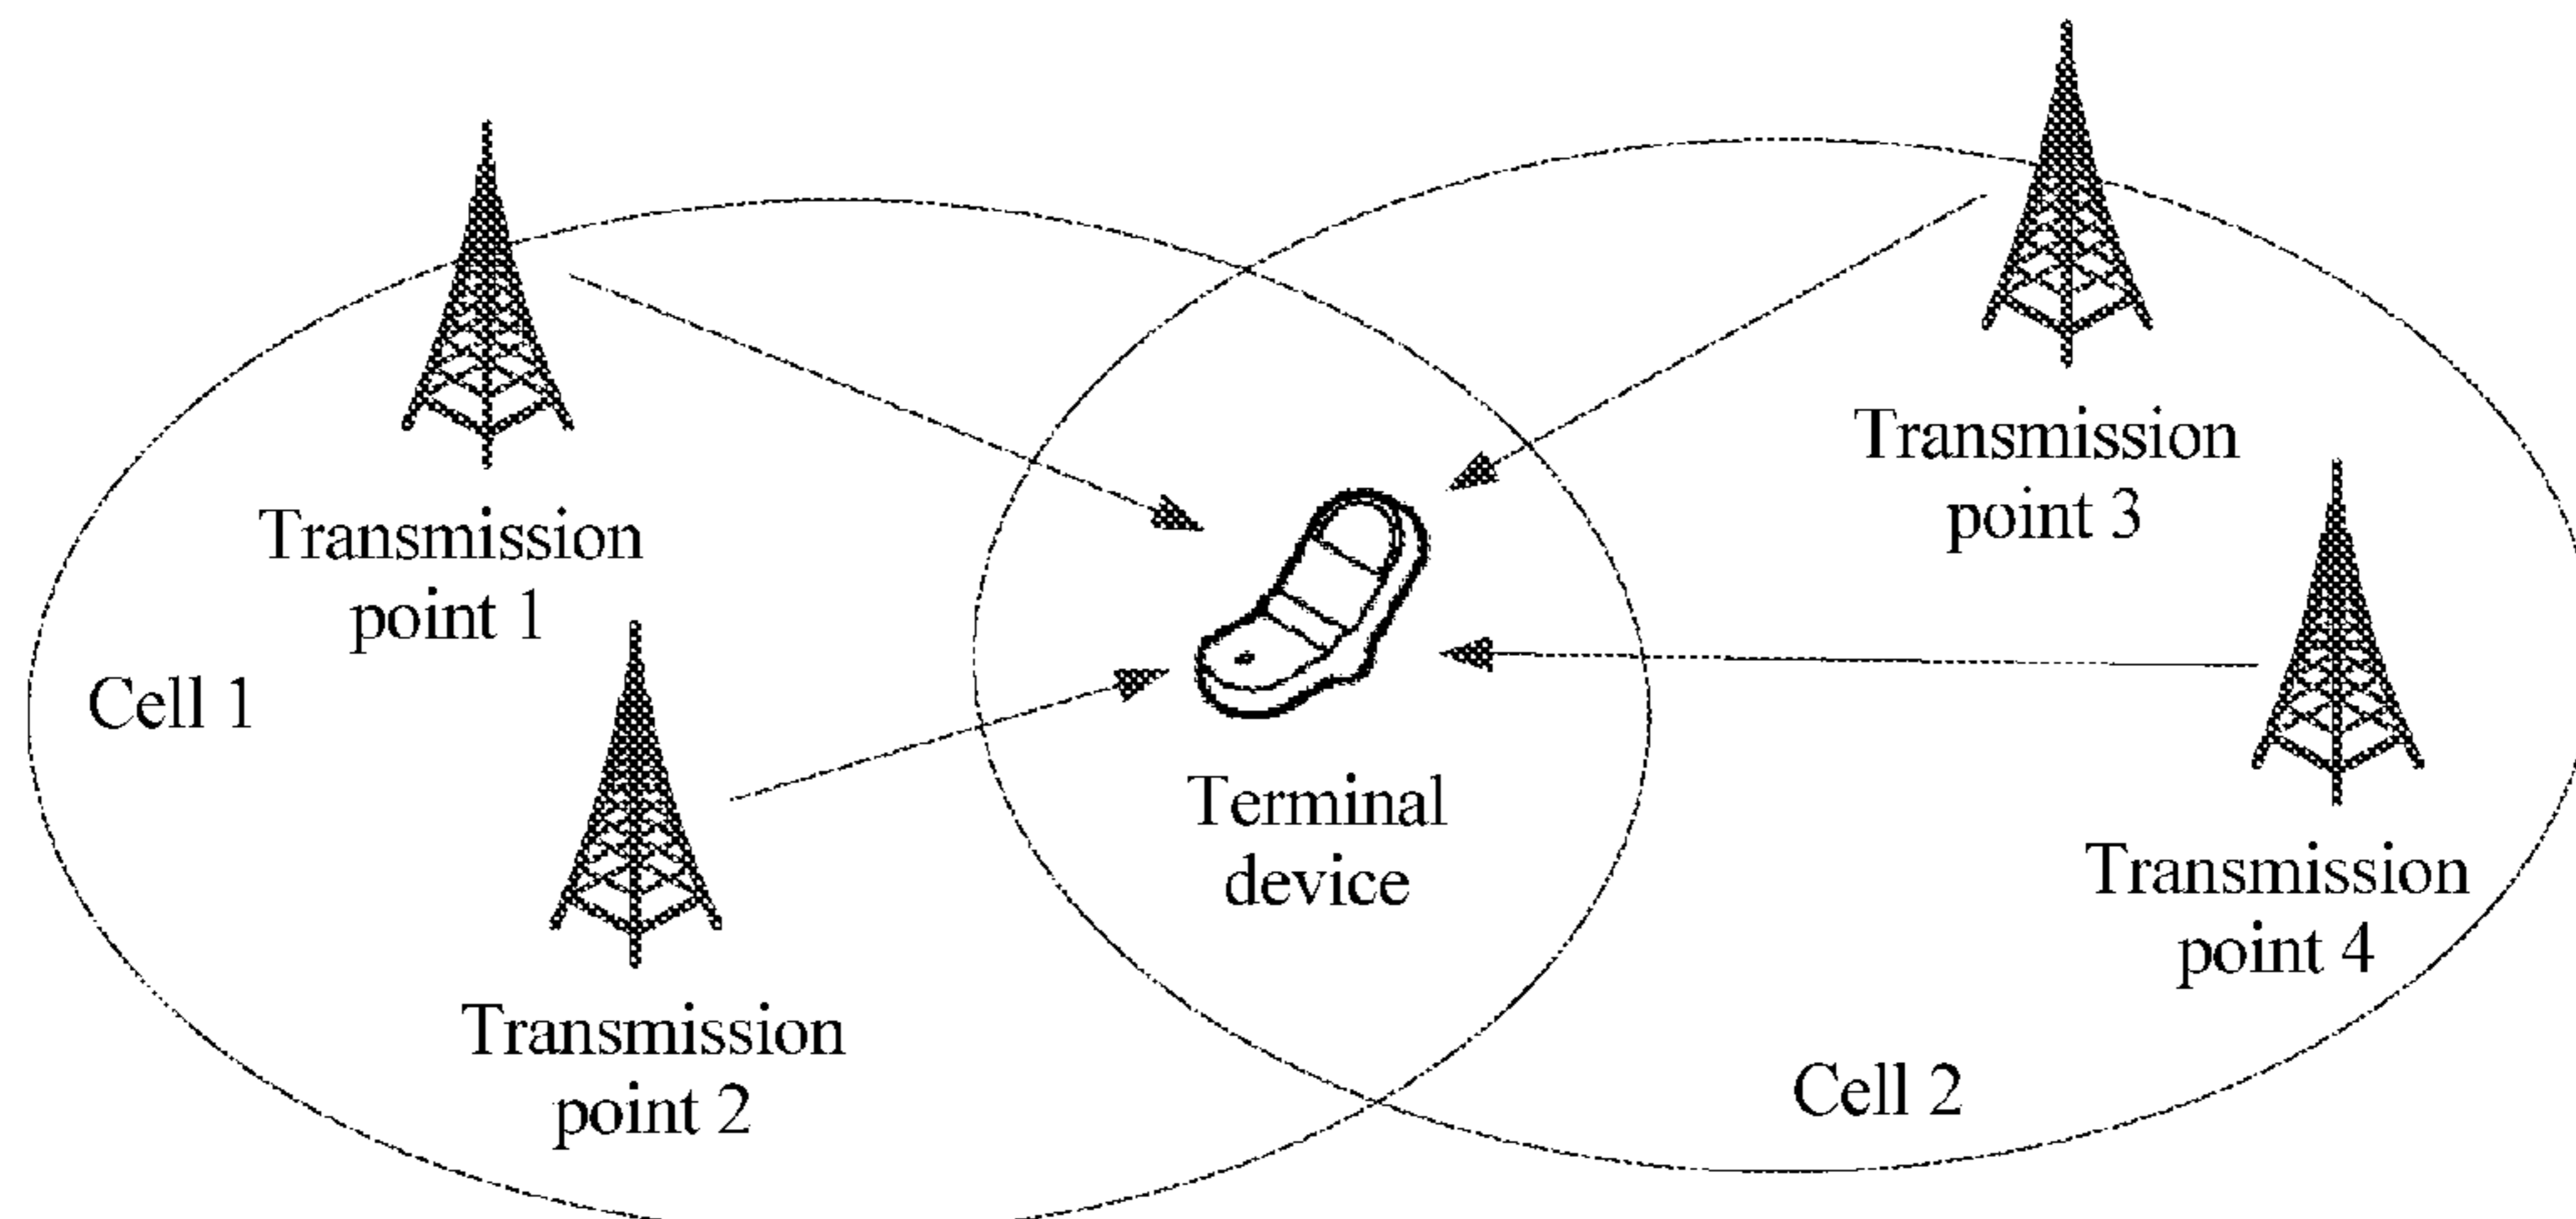 Transmission
point 1
Cell 1
Transmission
point 2
Terminal
device
Transmission
point 3
Transmission
point 4
Cell 2